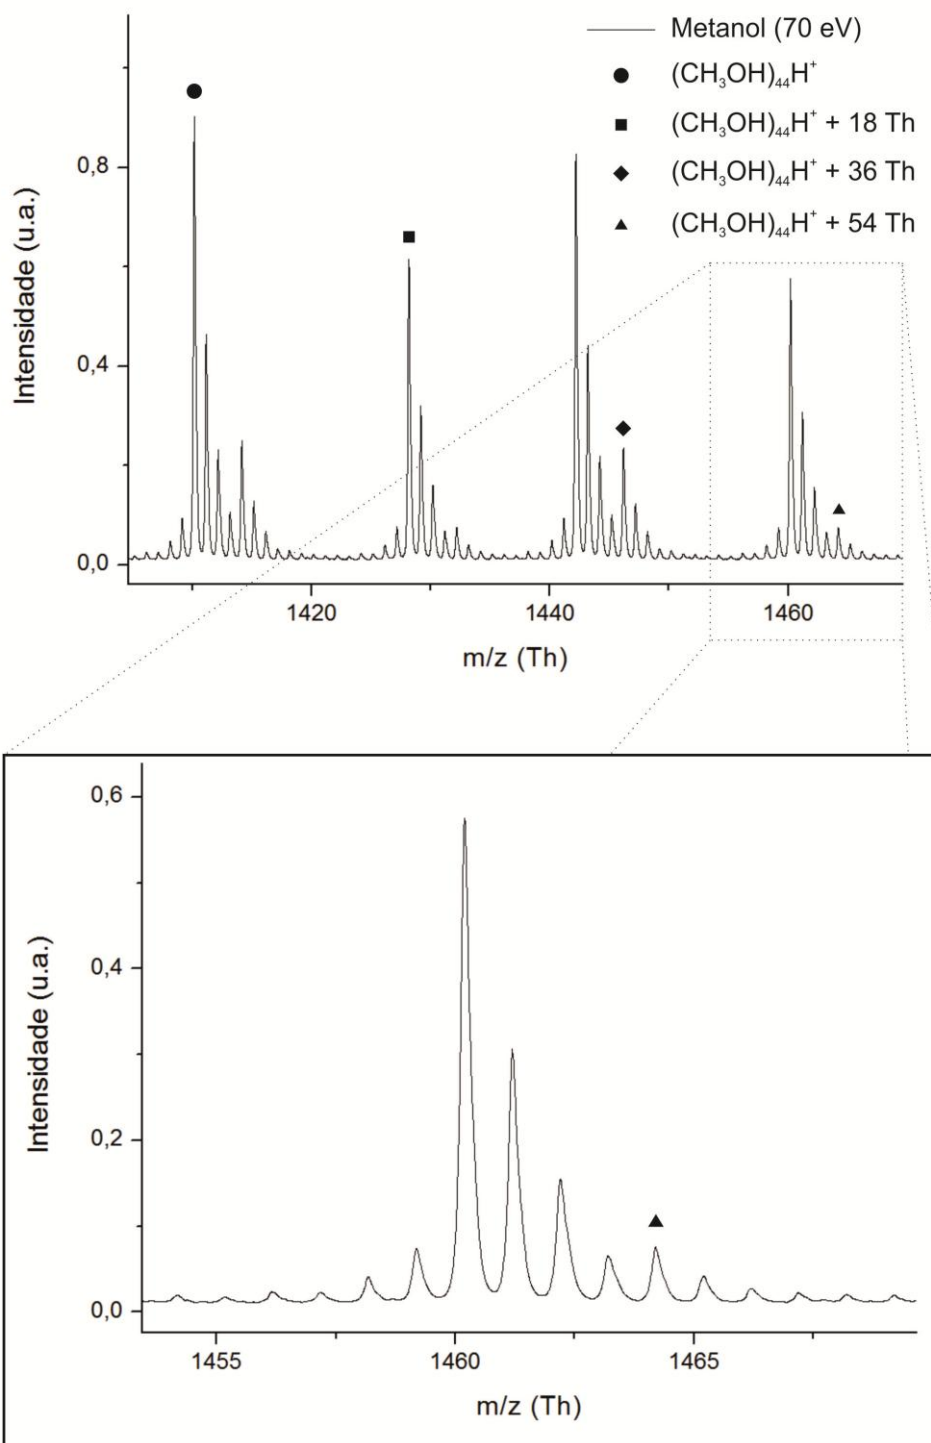 Metanol (70 eV)
(CH₃OH)₄₄H⁺
(CH₃OH)₄₄H⁺ + 18 Th
(CH₃OH)₄₄H⁺ + 36 Th
(CH₃OH)₄₄H⁺ + 54 Th
Intensidade (u.a.)
0,8
0,4
0,0
1420
1440
1460
m/z (Th)
Intensidade (u.a.)
0,6
0,4
0,2
0,0
1455
1460
1465
m/z (Th)